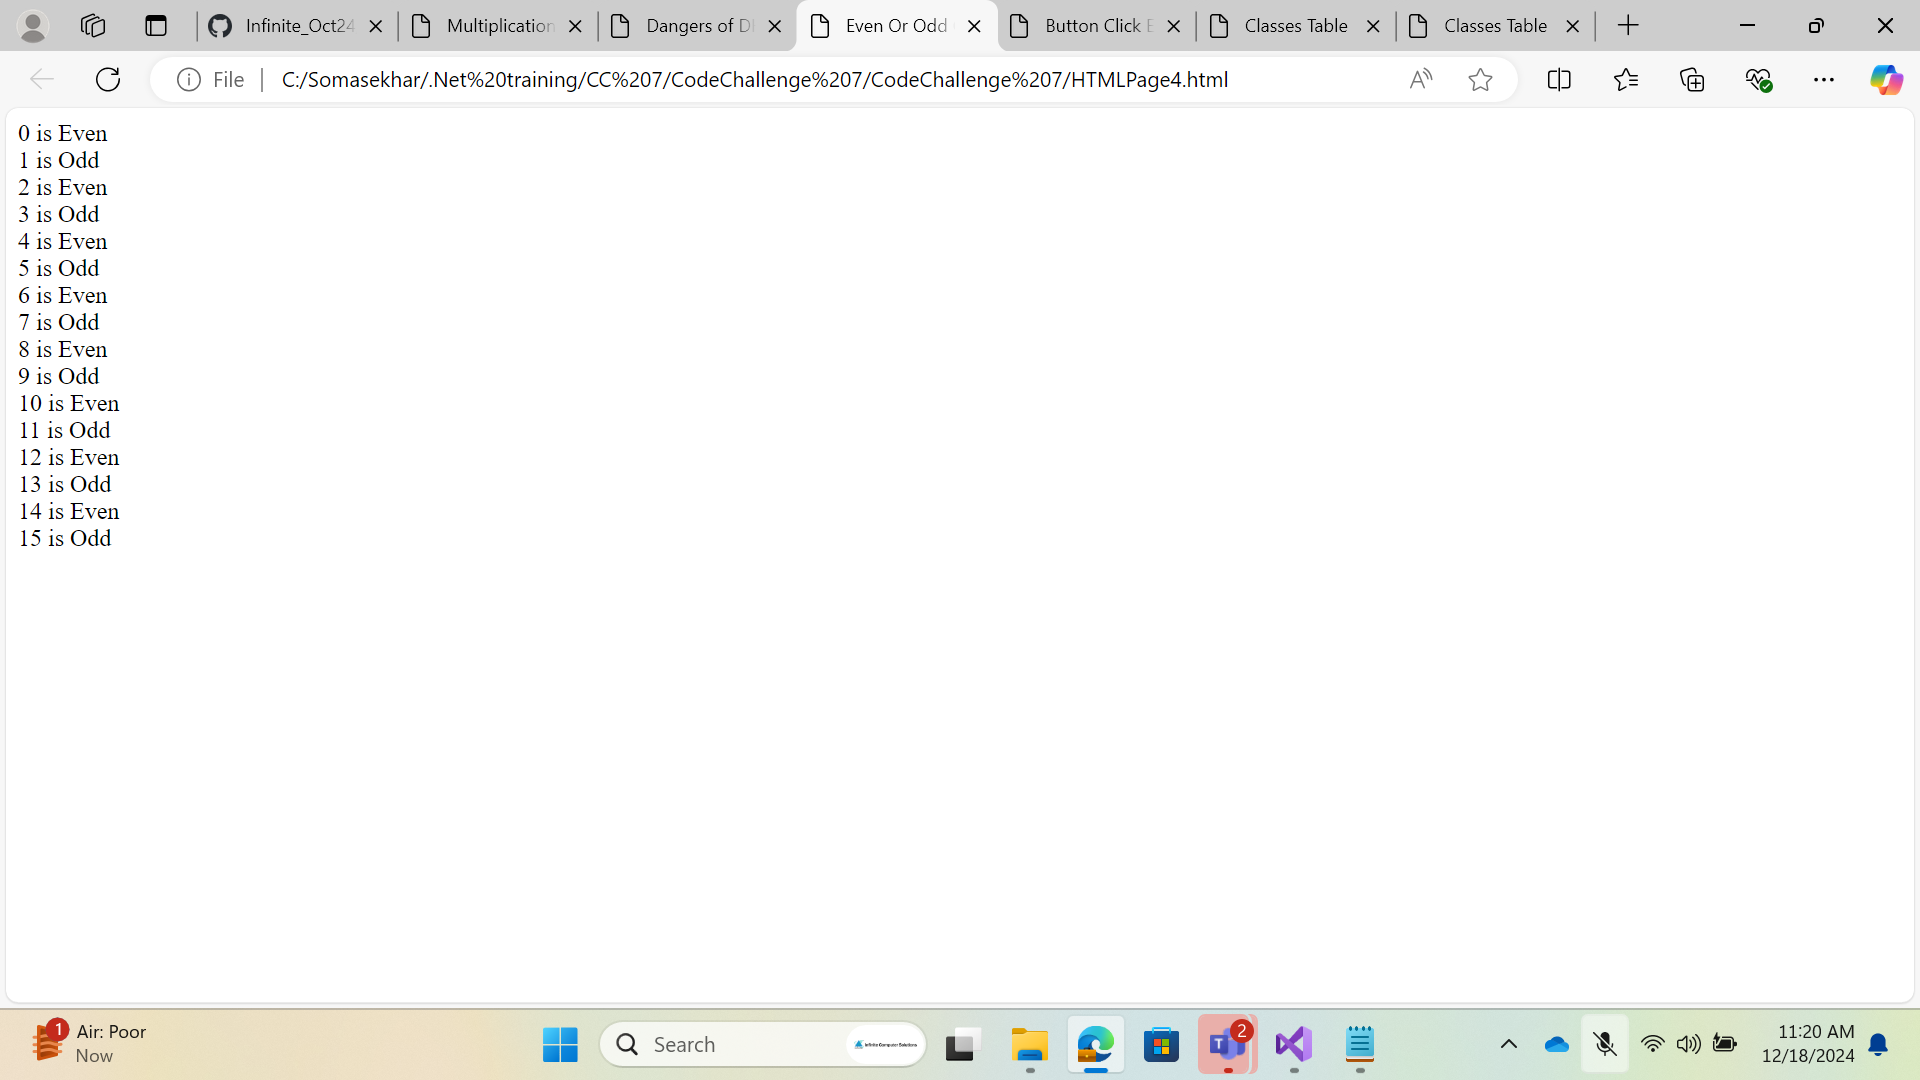 Infinite_Oct24
Multiplication
Dangers of Dl
Even Or Odd
Button Click E
Classes Table
Classes Table
File
C:/Somasekhar/.Net%20training/CC%207/CodeChallenge%207/CodeChallenge%207/HTMLPage4.html
0 is Even
1 is Odd
2 is Even
3 is Odd
4 is Even
5 is Odd
6 is Even
7 is Odd
8 is Even
9 is Odd
10 is Even
11 is Odd
12 is Even
13 is Odd
14 is Even
15 is Odd
1
Air: Poor
Now
Search
Infinite Computer Solutions
T
2
11:20 AM
12/18/2024